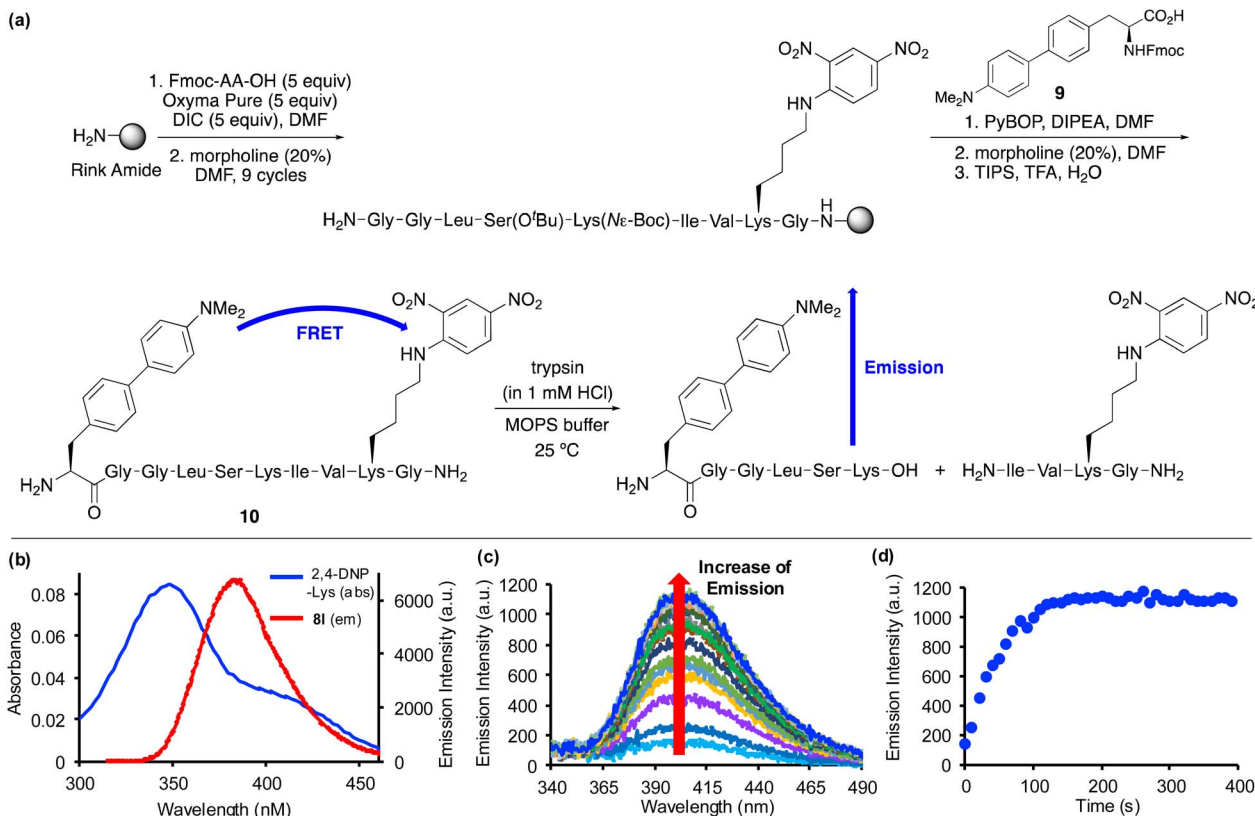 (a)
1. Fmoc-AA-OH (5 equiv)
Oxyma Pure (5 equiv)
DIC (5 equiv), DMF
2. morpholine (20%)
DMF, 9 cycles
H2N
Rink Amide
NO2
NO2
HN
H2N–Gly–Gly–Leu–Ser(OtBu)–Lys(Nε-Boc)–Ile–Val–Lys–Gly–N
H
CO2H
NHFmoc
Me2N
9
1. PyBOP, DIPEA, DMF
2. morpholine (20%), DMF
3. TIPS, TFA, H2O
NMe2
FRET
O2N
NO2
HN
H2N
O
Gly–Gly–Leu–Ser–Lys–Ile–Val–Lys–Gly–NH2
10
trypsin
(in 1 mM HCl)
MOPS buffer
25 ºC
NMe2
Emission
H2N
O
Gly–Gly–Leu–Ser–Lys–OH
+
O2N
NO2
HN
H2N–Ile–Val–Lys–Gly–NH2
(b)
2,4-DNP
-Lys (abs)
8l (em)
Absorbance
0.08
0.06
0.04
0.02
0
300
350
400
450
Wavelength (nM)
6000
4000
2000
0
Emission Intensity (a.u.)
(c)
Increase of
Emission
Emission Intensity (a.u.)
1200
1000
800
600
400
200
0
340
365
390
415
440
465
490
Wavelength (nm)
(d)
Emission Intensity (a.u.)
1400
1200
1000
800
600
400
200
0
0
100
200
300
400
Time (s)